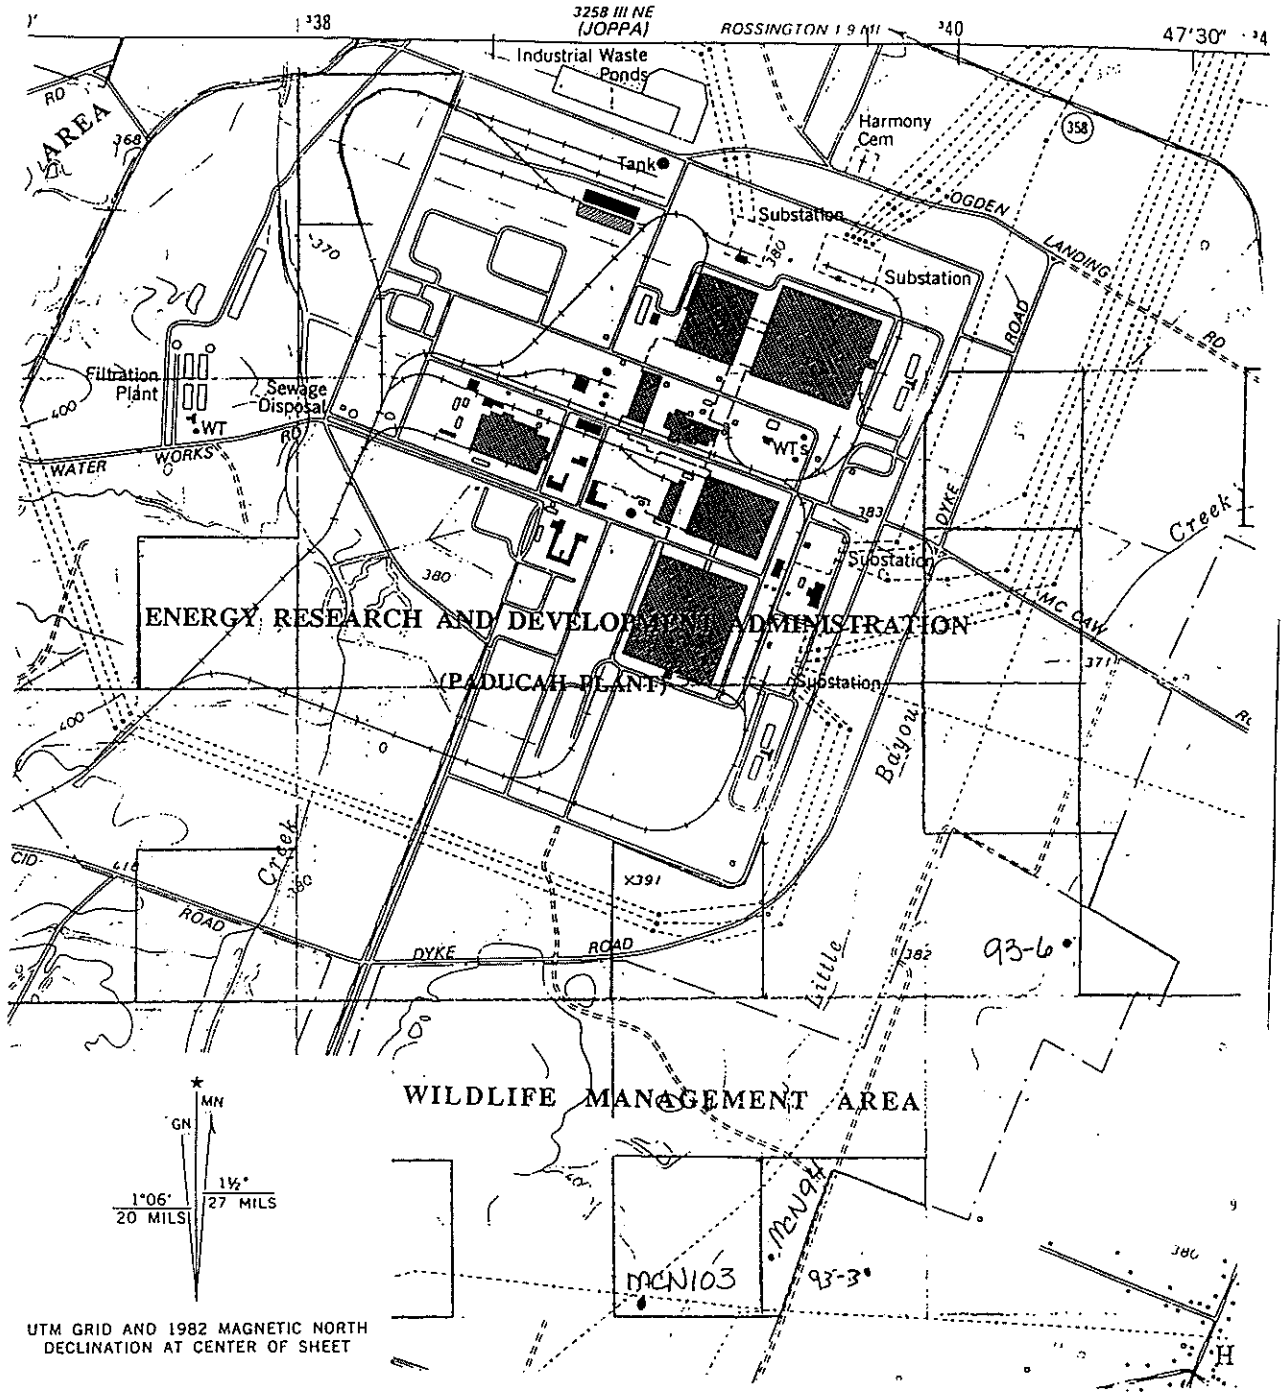 3258 III NE
(JOPPA)
³38
ROSSINGTON 1.9 MI
³40
47'30"
Industrial Waste
Ponds
RD
AREA
368
358
Harmony
Cem
Tank
OGDEN
LANDING
RD
Substation
380
370
Substation
ROAD
Filtration
Plant
Sewage
Disposal
400
WT
RD
WATER
WORKS
WTs
383
DYKE
Creek
Substation
380
MC CAW
ENERGY RESEARCH AND DEVELOPMENT ADMINISTRATION
371
(PADUCAH PLANT)
Substation
400
Bayou
Creek
CID
416
380
X391
ROAD
DYKE
ROAD
Little
382
93-6
WILDLIFE MANAGEMENT AREA
MN
GN
1°06'
20 MILS
1½°
27 MILS
400
MCN94
MCN103
93-3
380
H
UTM GRID AND 1982 MAGNETIC NORTH
DECLINATION AT CENTER OF SHEET